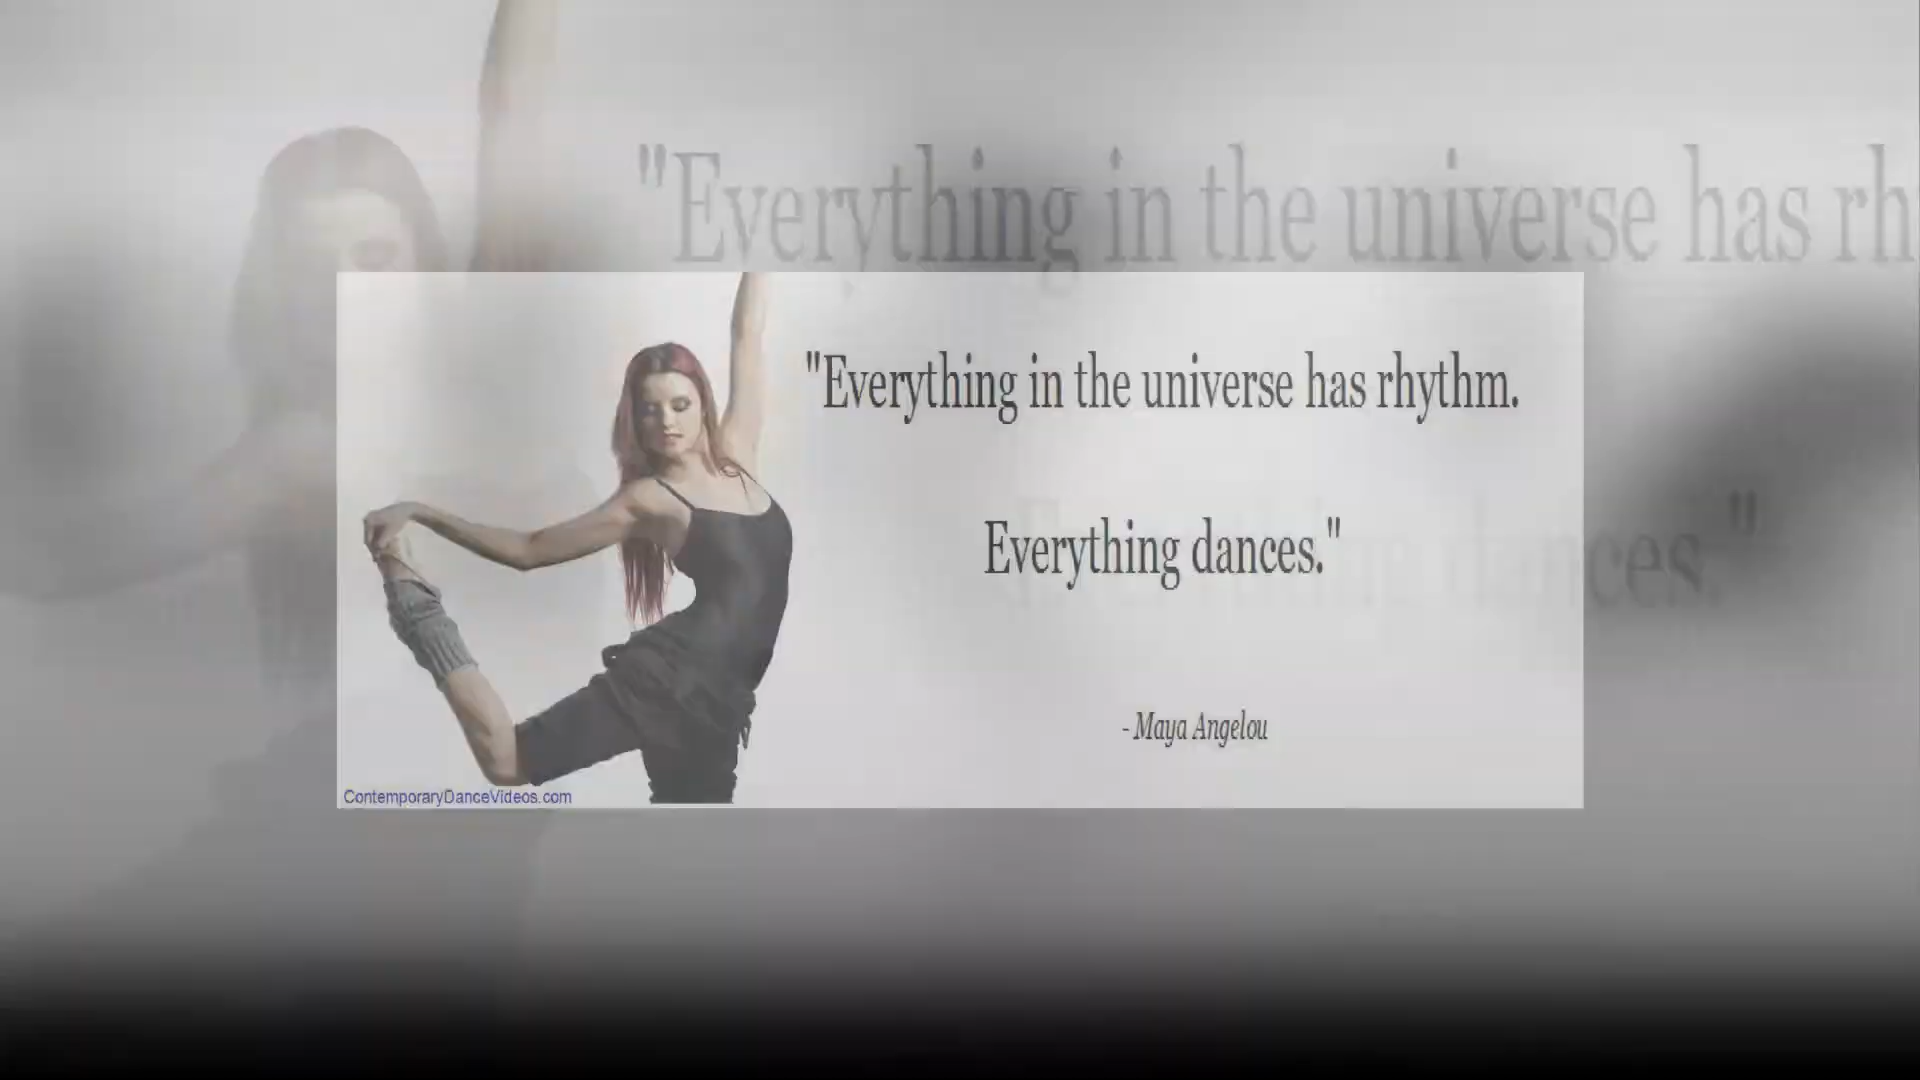 "Everything in the universe has rh
"Everything in the universe has rhythm.
Everything dances."
dances."
- Maya Angelou
ContemporaryDanceVideos.com